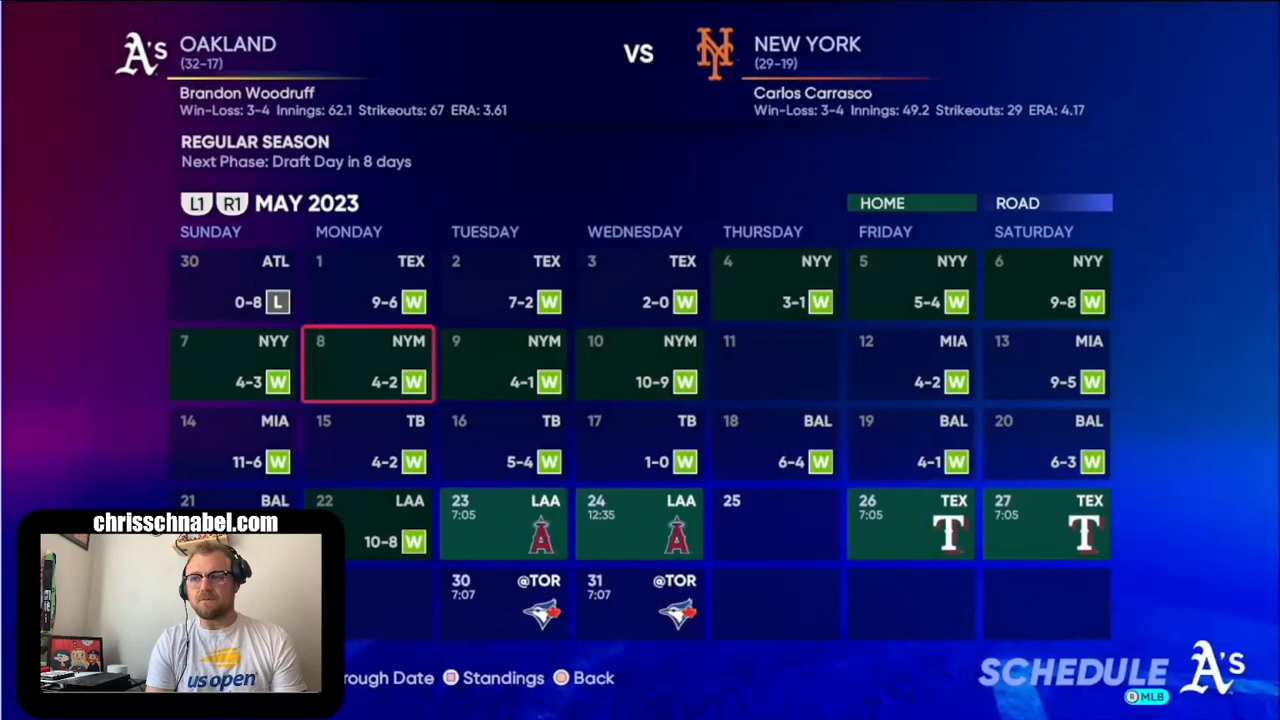 A's OAKLAND
(32-17)
VS
NY NEW YORK
(29-19)
Brandon Woodruff
Win-Loss: 3-4 Innings: 62.1 Strikeouts: 67 ERA: 3.61
Carlos Carrasco
Win-Loss: 3-4 Innings: 49.2 Strikeouts: 29 ERA: 4.17
REGULAR SEASON
Next Phase: Draft Day in 8 days
L1 R1 MAY 2023
HOME ROAD
SUNDAY MONDAY TUESDAY WEDNESDAY THURSDAY FRIDAY SATURDAY
30 ATL 1 TEX 2 TEX 3 TEX 4 NYY 5 NYY 6 NYY
0-8 L 9-6 W 7-2 W 2-0 W 3-1 W 5-4 W 9-8 W
7 NYY 8 NYM 9 NYM 10 NYM 11 12 MIA 13 MIA
4-3 W 4-2 W 4-1 W 10-9 W 4-2 W 9-5 W
14 MIA 15 TB 16 TB 17 TB 18 BAL 19 BAL 20 BAL
11-6 W 4-2 W 5-4 W 1-0 W 6-4 W 4-1 W 6-3 W
21 BAL 22 LAA 23 LAA 24 LAA 25 26 TEX 27 TEX
7:05 12:35 7:05 7:05
10-8 W A A T T
chrisschnabel.com
30 @TOR 31 @TOR
7:07 7:07
us open
rough Date Standings Back
SCHEDULE A's
R MLB